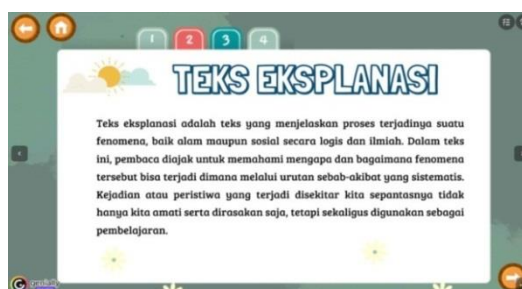 1 2 3 4
TEKS EKSPLANASI
Teks eksplanasi adalah teks yang menjelaskan proses terjadinya suatu
fenomena, baik alam maupun sosial secara logis dan ilmiah. Dalam teks
ini, pembaca diajak untuk memahami mengapa dan bagaimana fenomena
tersebut bisa terjadi dimana melalui urutan sebab-akibat yang sistematis.
Kejadian atau peristiwa yang terjadi disekitar kita sepantasnya tidak
hanya kita amati serta dirasakan saja, tetapi sekaligus digunakan sebagai
pembelajaran.
genially